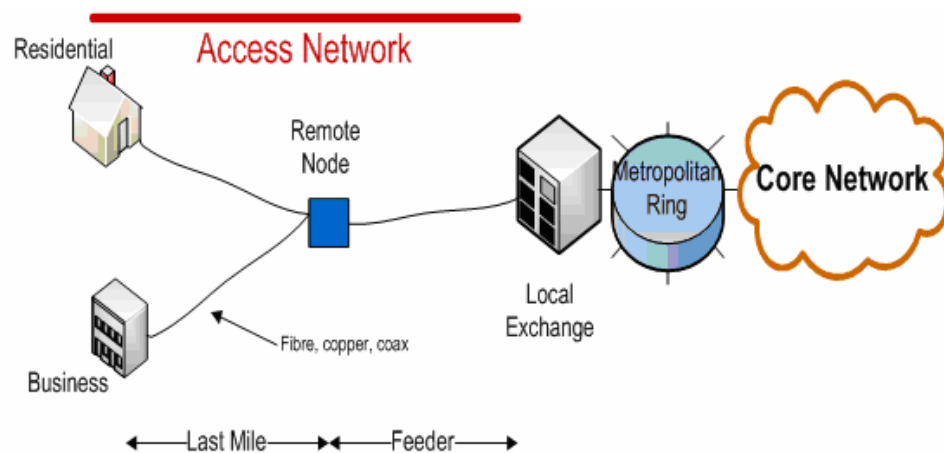 Access Network
Residential
Remote
Node
Metropolitan
Ring
Core Network
Local
Exchange
Fibre, copper, coax
Business
Last Mile
Feeder